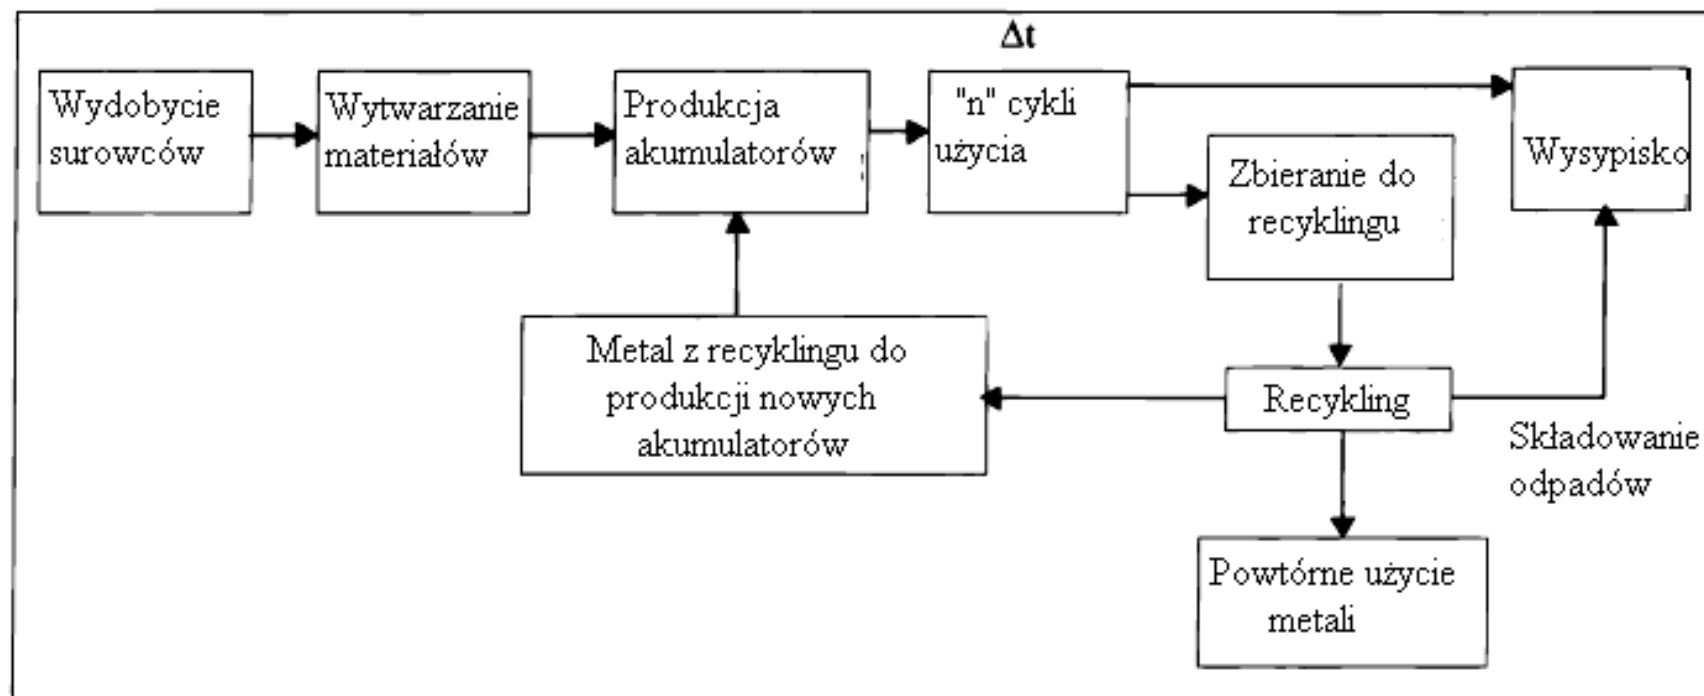 Δt
Wydobycie
surowców
Wytwarzanie
materiałów
Produkcja
akumulatorów
"n" cykli
użycia
Zbieranie do
recyklingu
Wysypisko
Metal z recyklingu do
produkcji nowych
akumulatorów
Recykling
Składowanie
odpadów
Powtórne użycie
metali